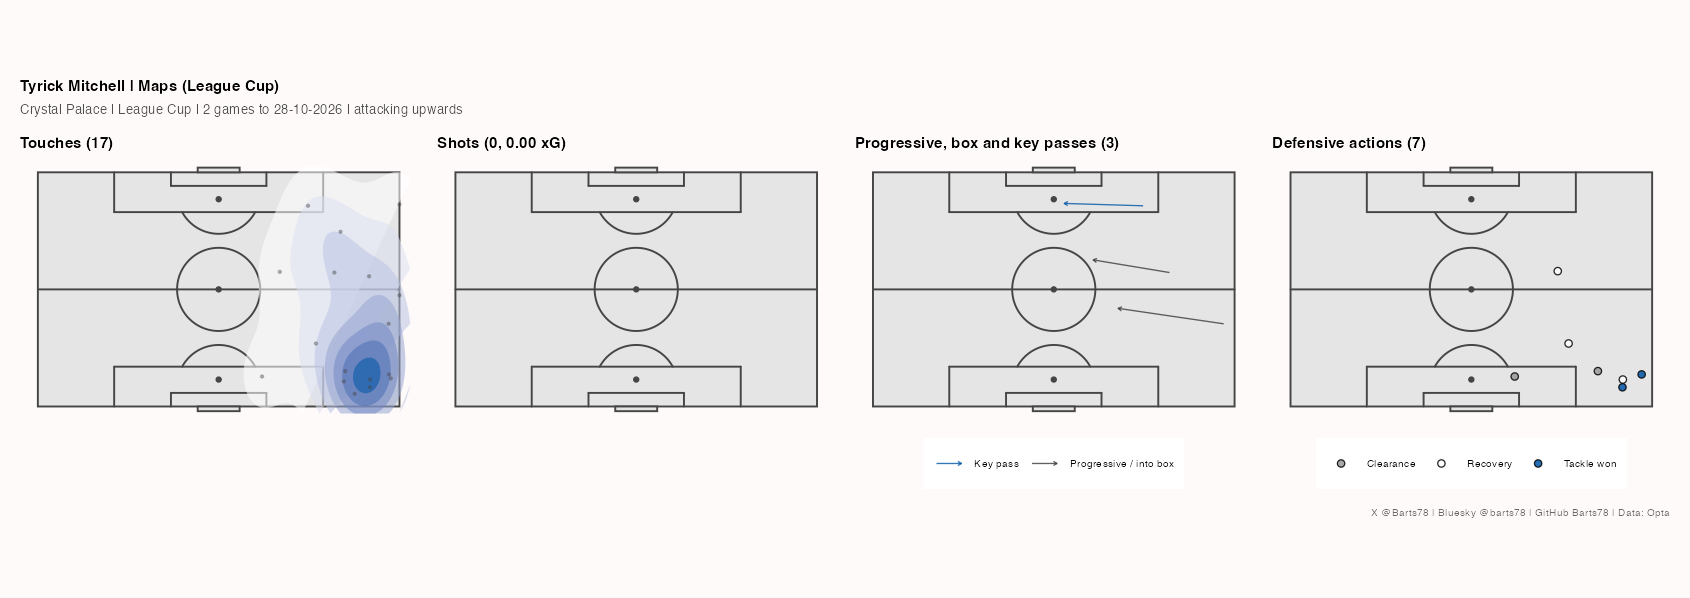 Tyrick Mitchell | Maps (League Cup)
Crystal Palace | League Cup | 2 games to 28-10-2026 | attacking upwards
Touches (17)
Shots (0, 0.00 xG)
Progressive, box and key passes (3)
Defensive actions (7)
Key pass
Progressive / into box
Clearance
Recovery
Tackle won
X @Barts78 | Bluesky @barts78 | GitHub Barts78 | Data: Opta